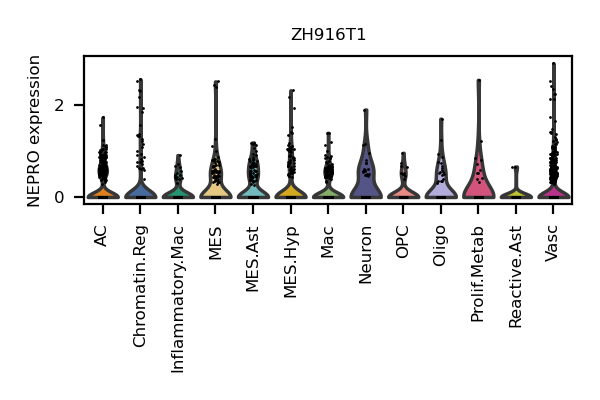 ZH916T1
NEPRO expression
2
0
AC
Chromatin.Reg
Inflammatory.Mac
MES
MES.Ast
MES.Hyp
Mac
Neuron
OPC
Oligo
Prolif.Metab
Reactive.Ast
Vasc